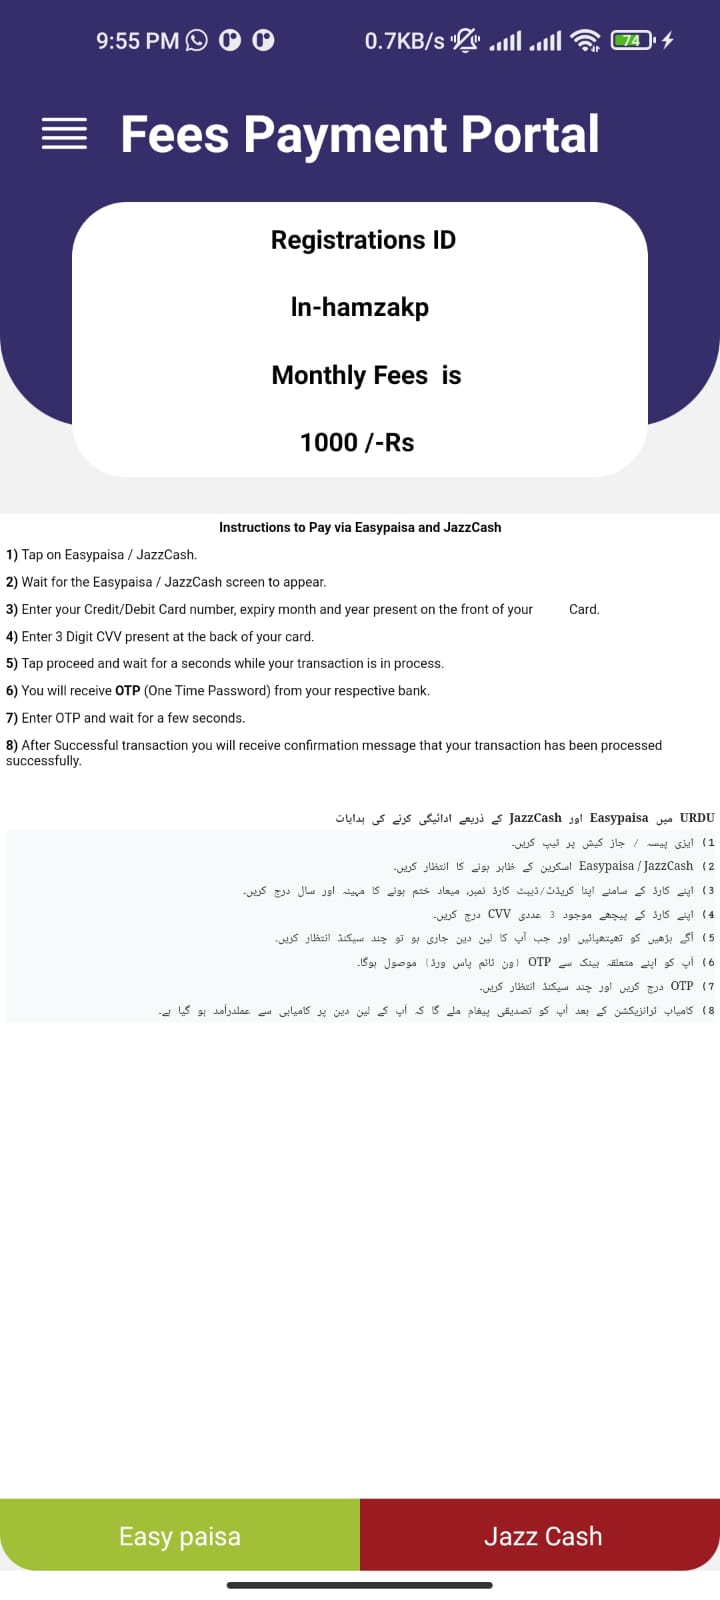 9:55 PM
0.7KB/s
74
Fees Payment Portal
Registrations ID
ln-hamzakp
Monthly Fees is
1000 /-Rs
Instructions to Pay via Easypaisa and JazzCash
1) Tap on Easypaisa / JazzCash.
2) Wait for the Easypaisa / JazzCash screen to appear.
3) Enter your Credit/Debit Card number, expiry month and year present on the front of your Card.
4) Enter 3 Digit CVV present at the back of your card.
5) Tap proceed and wait for a seconds while your transaction is in process.
6) You will receive OTP (One Time Password) from your respective bank.
7) Enter OTP and wait for a few seconds.
8) After Successful transaction you will receive confirmation message that your transaction has been processed
successfully.
URDU میں Easypaisa اور JazzCash کے ذریعے ادائیگی کرنے کی ہدایات
1) ایزی پیسہ / جاز کیش پر ٹیپ کریں۔
2) Easypaisa / JazzCash اسکرین کے ظاہر ہونے کا انتظار کریں۔
3) اپنے کارڈ کے سامنے اپنا کریڈٹ/ڈیبٹ کارڈ نمبر، میعاد ختم ہونے کا مہینہ اور سال درج کریں۔
4) اپنے کارڈ کے پیچھے موجود 3 عددی CVV درج کریں۔
5) آگے بڑھیں کو تھپتھپائیں اور جب آپ کا لین دین جاری ہو تو چند سیکنڈ انتظار کریں۔
6) آپ کو اپنے متعلقہ بینک سے OTP (ون ٹائم پاس ورڈ) موصول ہوگا۔
7) OTP درج کریں اور چند سیکنڈ انتظار کریں۔
8) کامیاب ٹرانزیکشن کے بعد آپ کو تصدیقی پیغام ملے گا کہ آپ کے لین دین پر کامیابی سے عملدرآمد ہو گیا ہے۔
Easy paisa
Jazz Cash